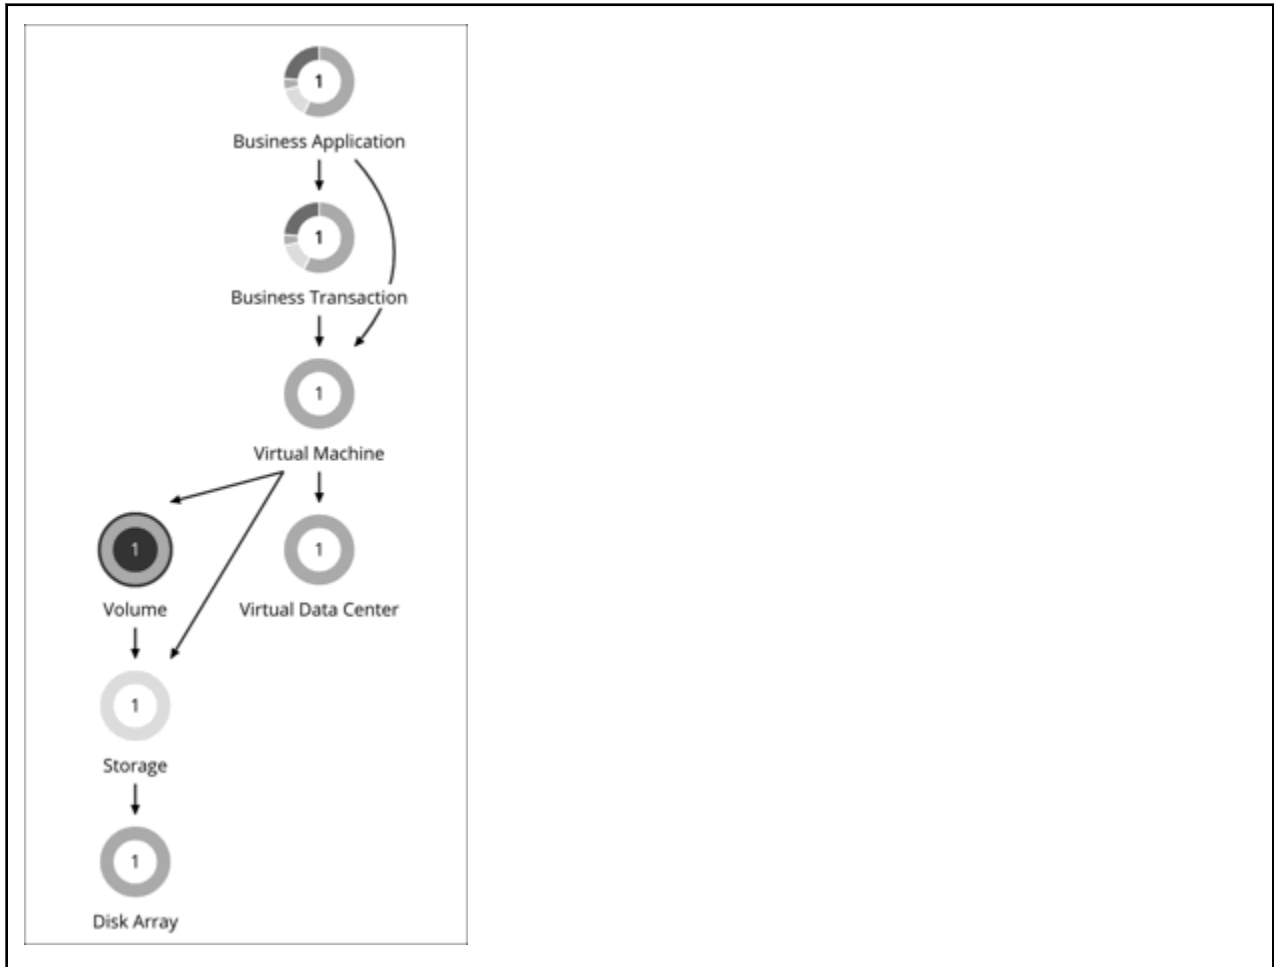 1
Business Application
1
Business Transaction
1
Virtual Machine
1
1
Volume
Virtual Data Center
1
Storage
1
Disk Array